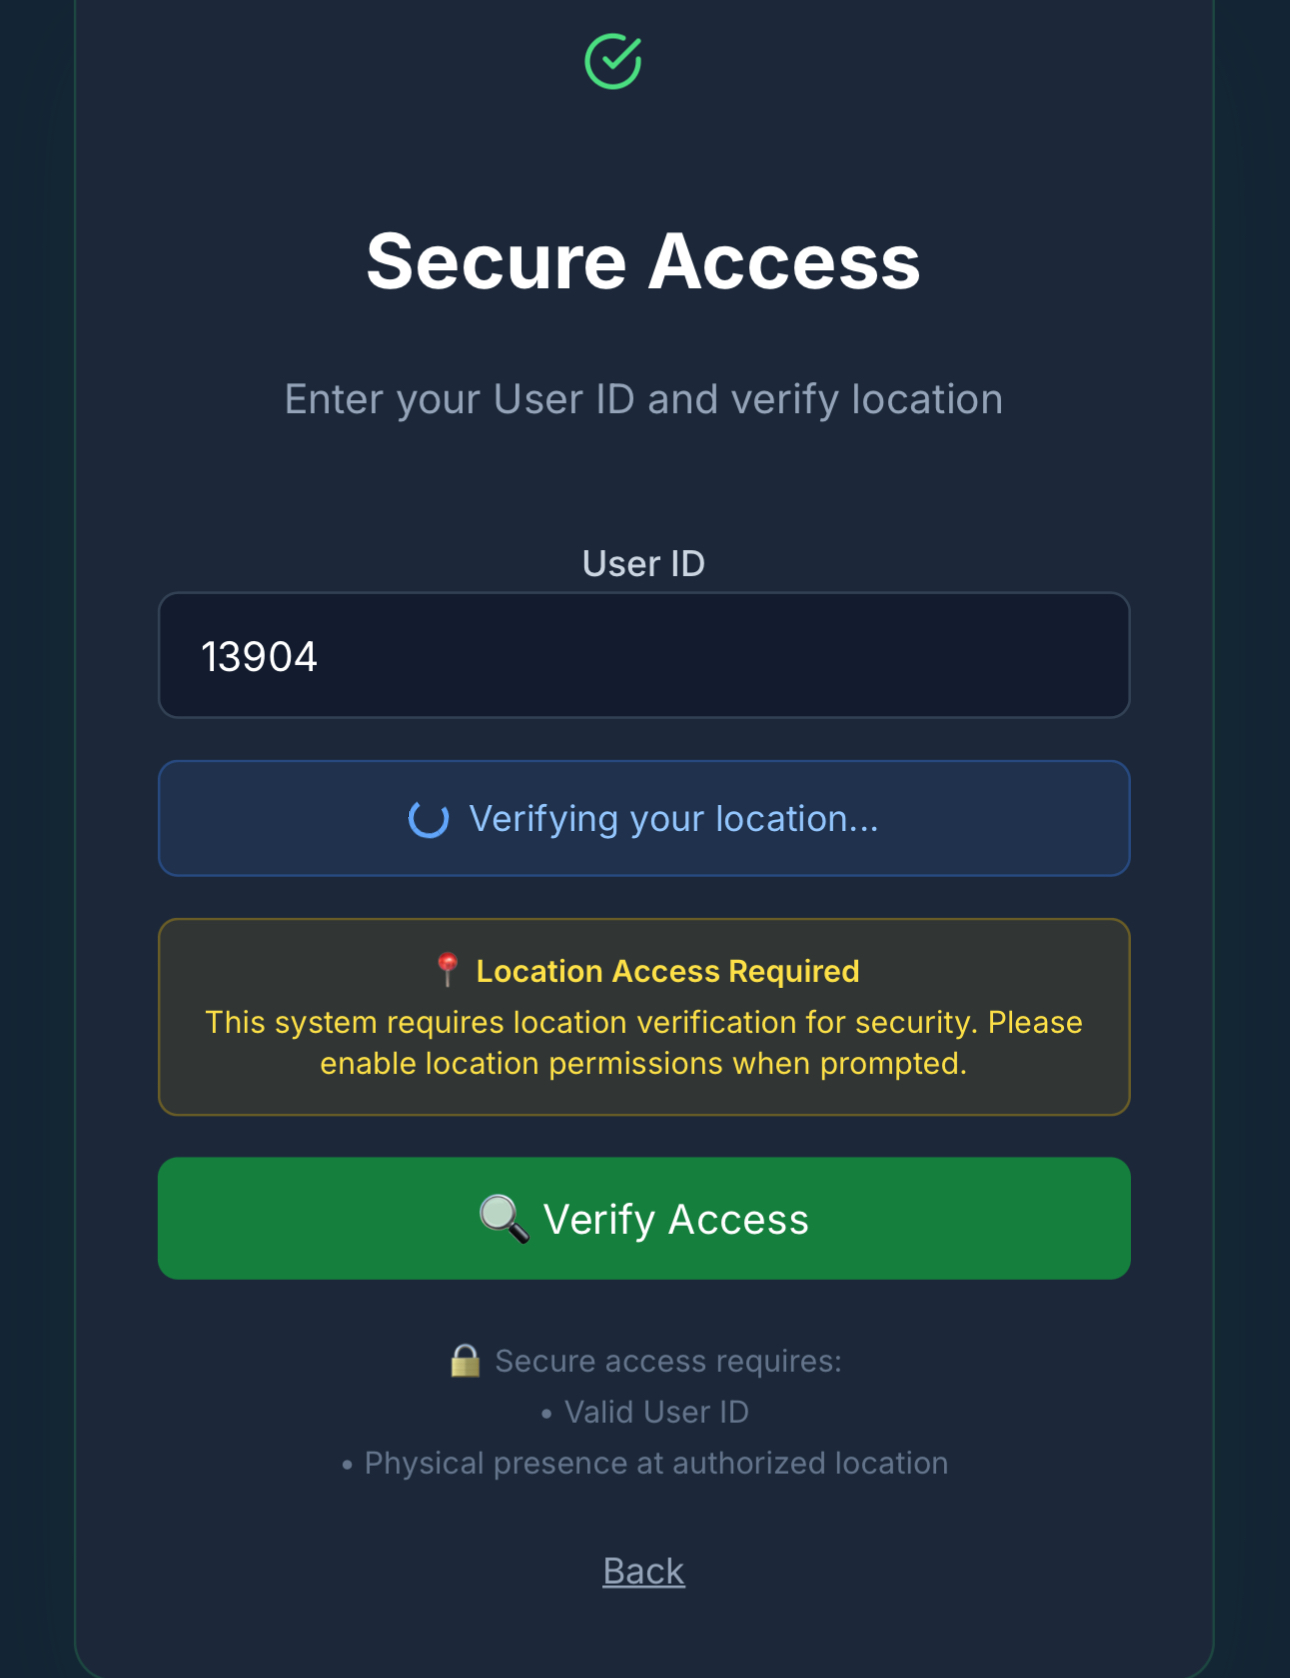 Secure Access
Enter your User ID and verify location
User ID
13904
Verifying your location...
📍 Location Access Required
This system requires location verification for security. Please
enable location permissions when prompted.
🔍 Verify Access
🔒 Secure access requires:
• Valid User ID
• Physical presence at authorized location
Back